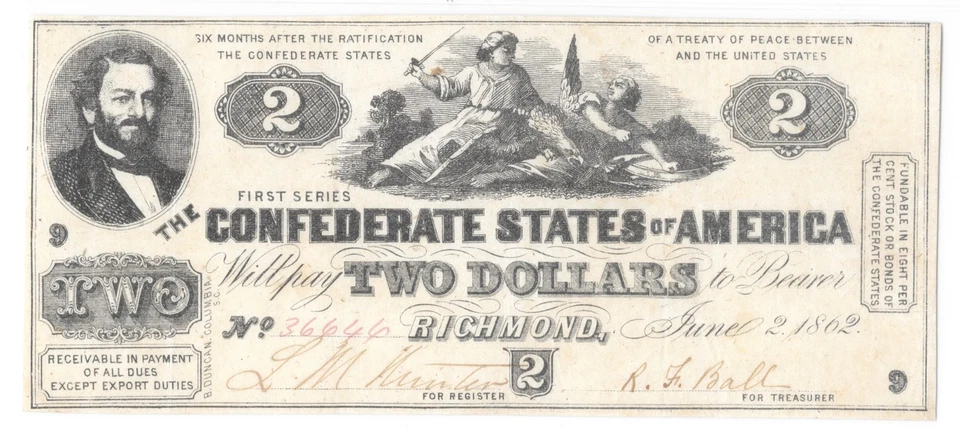 SIX MONTHS AFTER THE RATIFICATION
THE CONFEDERATE STATES
OF A TREATY OF PEACE BETWEEN
AND THE UNITED STATES
2
2
FIRST SERIES
9
THE CONFEDERATE STATES OF AMERICA
Will pay TWO DOLLARS to Bearer
TWO
No 36646 RICHMOND, June 2, 1862.
RECEIVABLE IN PAYMENT
OF ALL DUES
EXCEPT EXPORT DUTIES
B. DUNCAN, COLUMBIA, S.C.
L M Hunter
FOR REGISTER
2
R. F. Ball
FOR TREASURER
9
FUNDABLE IN EIGHT PER
CENT STOCK OR BONDS OF
THE CONFEDERATE STATES.